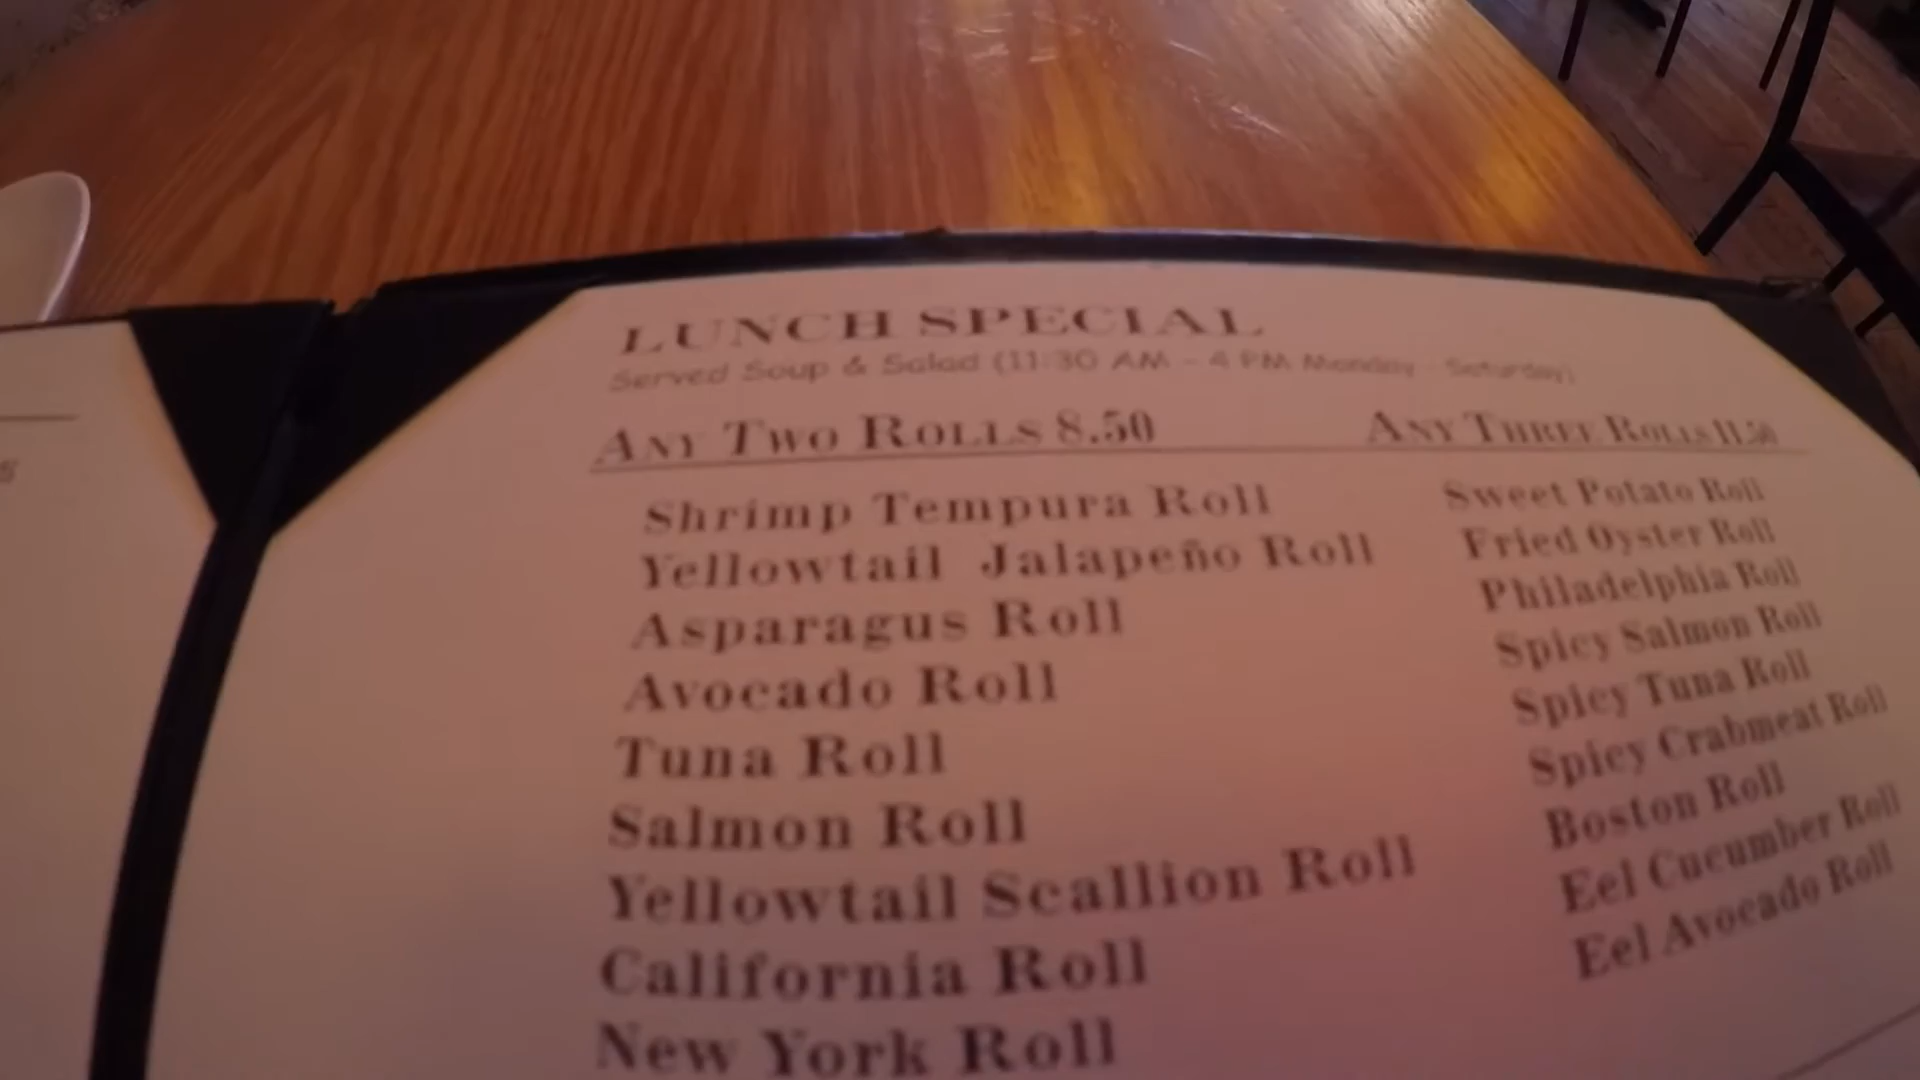 LUNCH SPECIAL
Served Soup & Salad (11:30 AM - 4 PM Monday - Saturday)
ANY TWO ROLLS 8.50
ANY THREE ROLLS 11.50
Shrimp Tempura Roll
Yellowtail Jalapeño Roll
Asparagus Roll
Avocado Roll
Tuna Roll
Salmon Roll
Yellowtail Scallion Roll
California Roll
New York Roll
Sweet Potato Roll
Fried Oyster Roll
Philadelphia Roll
Spicy Salmon Roll
Spicy Tuna Roll
Spicy Crabmeat Roll
Boston Roll
Eel Cucumber Roll
Eel Avocado Roll